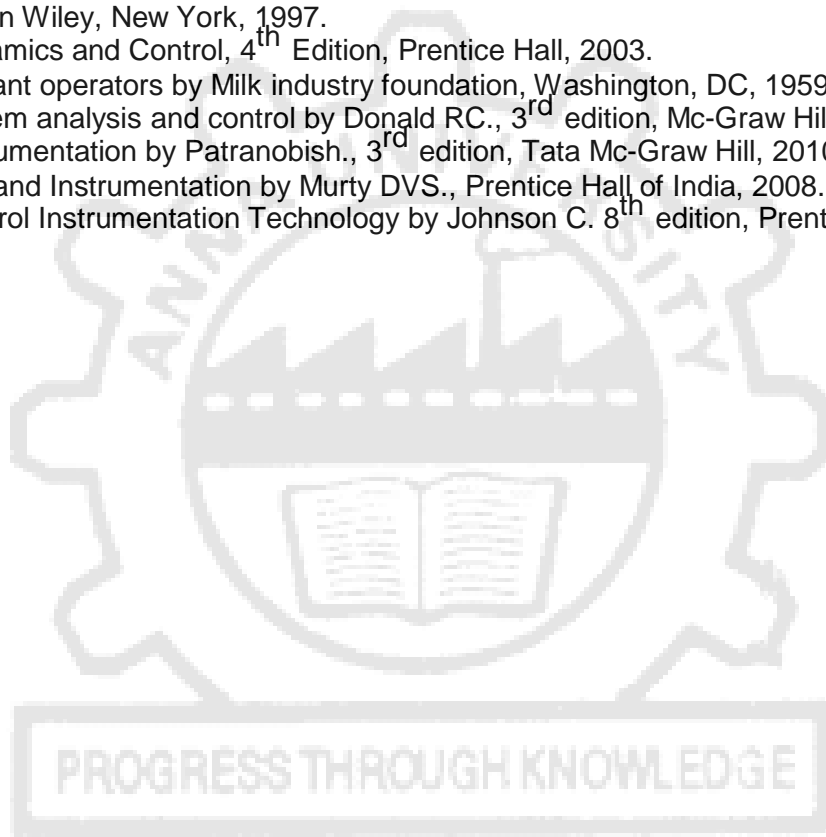 n Wiley, New York, 1997.
amics and Control, 4th Edition, Prentice Hall, 2003.
ant operators by Milk industry foundation, Washington, DC, 1959
em analysis and control by Donald RC., 3rd edition, Mc-Graw Hil
umentation by Patranobish., 3rd edition, Tata Mc-Graw Hill, 2010
and Instrumentation by Murty DVS., Prentice Hall of India, 2008.
rol Instrumentation Technology by Johnson C. 8th edition, Prent
ANNA UNIVERSITY
PROGRESS THROUGH KNOWLEDGE